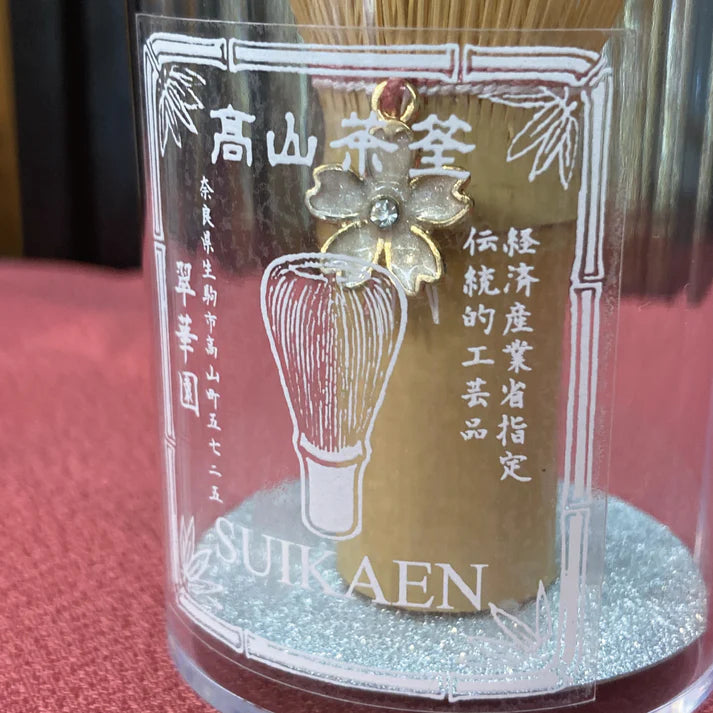 高山茶筌
経済産業省指定
伝統的工芸品
奈良県生駒市高山町五七二五
翠華園
SUIKAEN